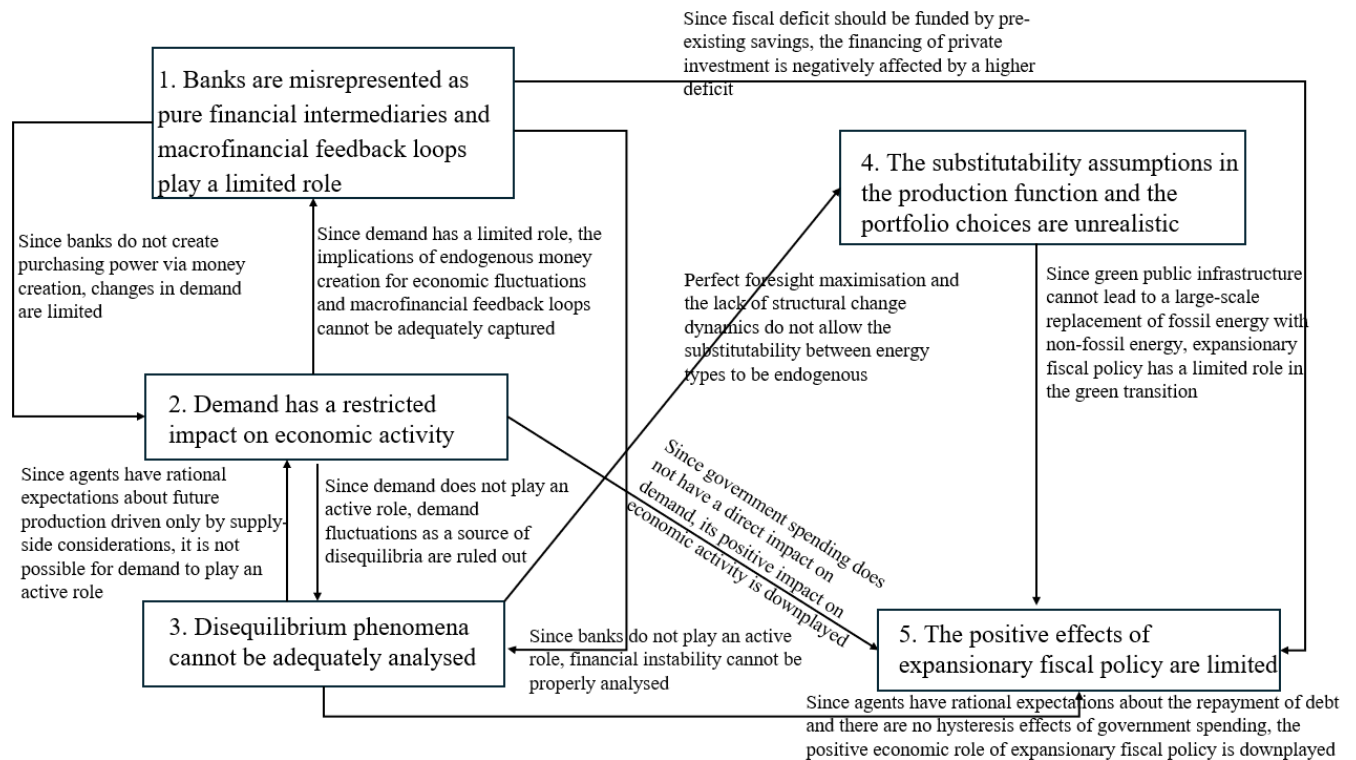 Since fiscal deficit should be funded by pre-
existing savings, the financing of private
investment is negatively affected by a higher
deficit
1. Banks are misrepresented as
pure financial intermediaries and
macrofinancial feedback loops
play a limited role
4. The substitutability assumptions in
the production function and the
portfolio choices are unrealistic
Since banks do not create
purchasing power via money
creation, changes in demand
are limited
Since demand has a limited role, the
implications of endogenous money
creation for economic fluctuations
and macrofinancial feedback loops
cannot be adequately captured
Perfect foresight maximisation and
the lack of structural change
dynamics do not allow the
substitutability between energy
types to be endogenous
Since green public infrastructure
cannot lead to a large-scale
replacement of fossil energy with
non-fossil energy, expansionary
fiscal policy has a limited role in
the green transition
2. Demand has a restricted
impact on economic activity
Since agents have rational
expectations about future
production driven only by supply-
side considerations, it is not
possible for demand to play an
active role
Since demand does not play an
active role, demand
fluctuations as a source of
disequilibria are ruled out
Since government spending does
not have a direct impact on
demand, its positive impact on
economic activity is downplayed
3. Disequilibrium phenomena
cannot be adequately analysed
Since banks do not play an active
role, financial instability cannot be
properly analysed
5. The positive effects of
expansionary fiscal policy are limited
Since agents have rational expectations about the repayment of debt
and there are no hysteresis effects of government spending, the
positive economic role of expansionary fiscal policy is downplayed